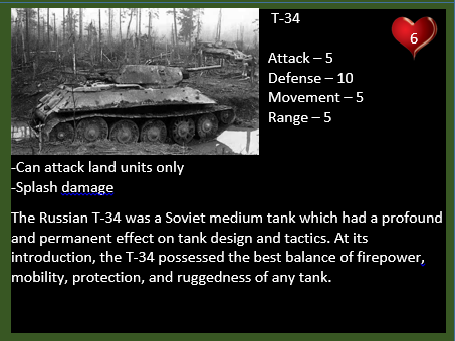 T-34
6
Attack – 5
Defense – 10
Movement – 5
Range – 5
-Can attack land units only
-Splash damage
The Russian T-34 was a Soviet medium tank which had a profound
and permanent effect on tank design and tactics. At its
introduction, the T-34 possessed the best balance of firepower,
mobility, protection, and ruggedness of any tank.